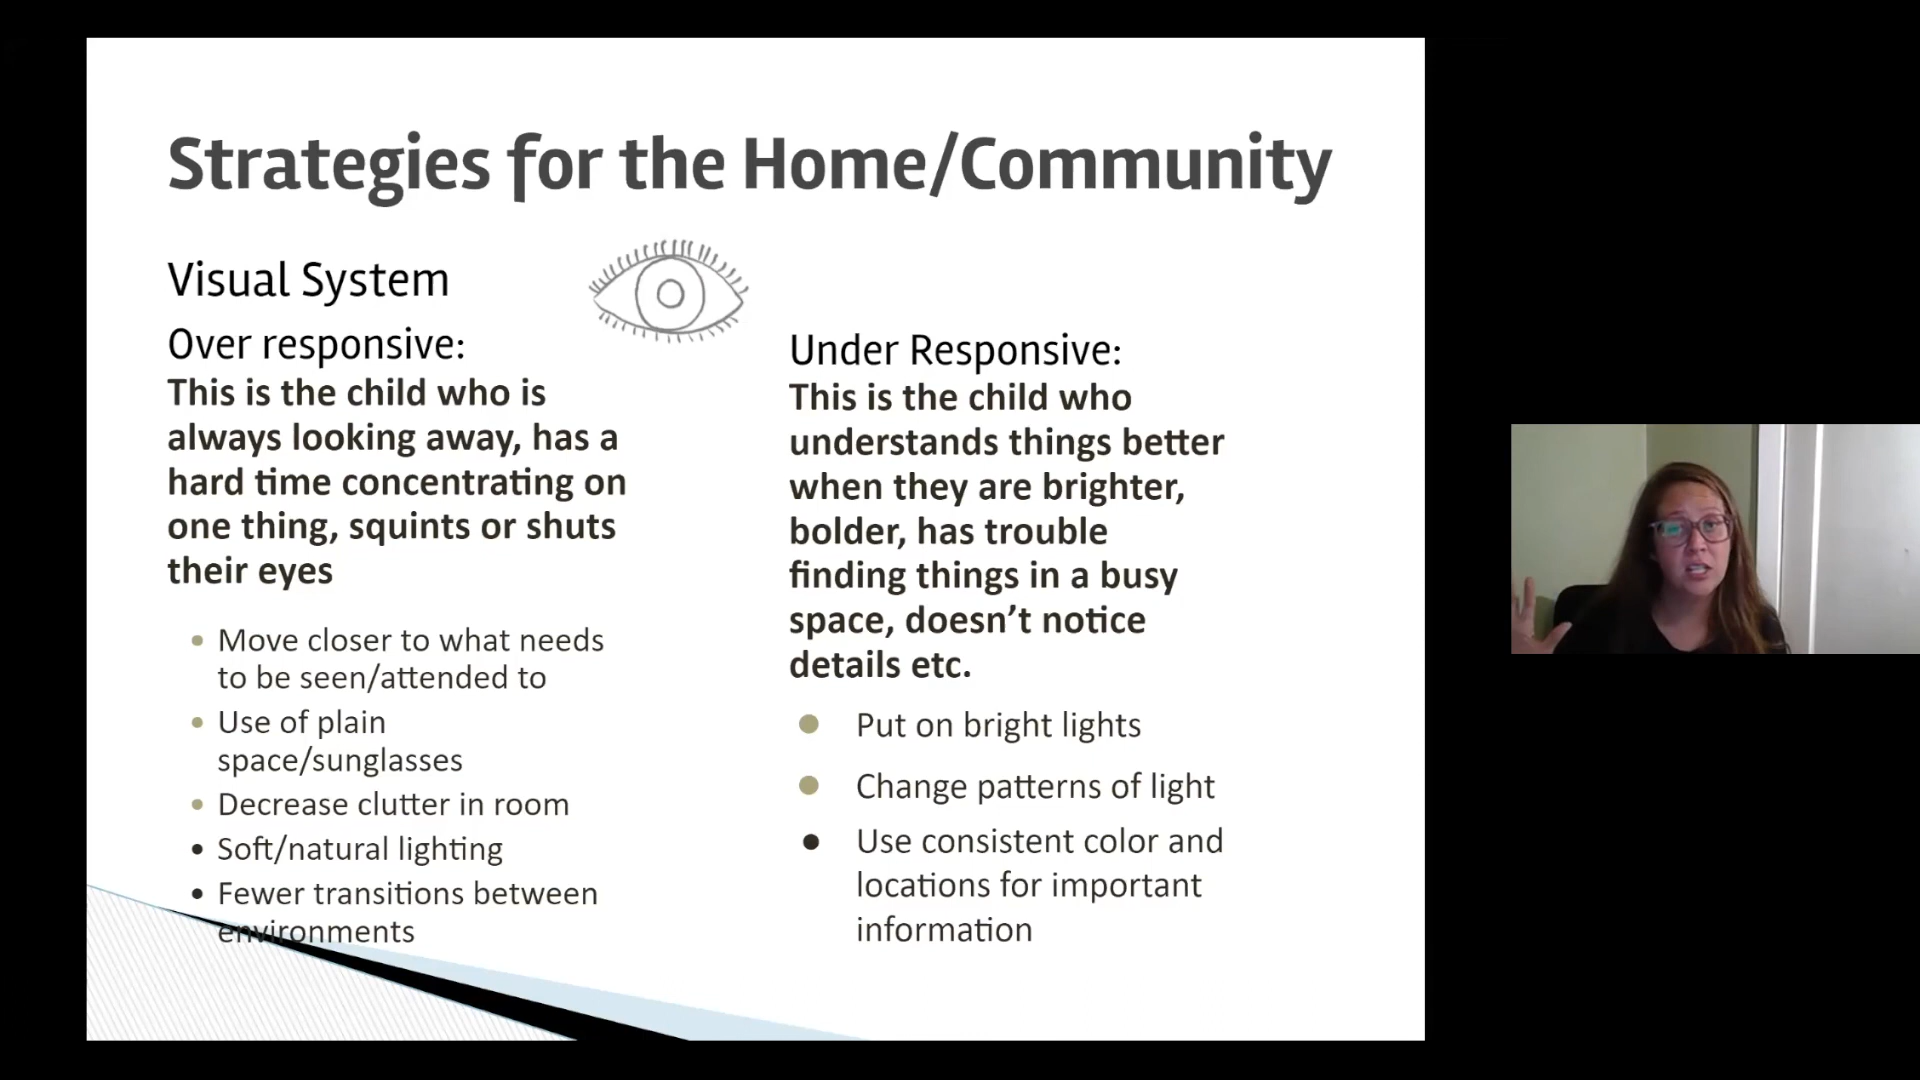 Strategies for the Home/Community
Visual System
Over responsive:
This is the child who is
always looking away, has a
hard time concentrating on
one thing, squints or shuts
their eyes
• Move closer to what needs
to be seen/attended to
• Use of plain
space/sunglasses
• Decrease clutter in room
• Soft/natural lighting
• Fewer transitions between
environments
Under Responsive:
This is the child who
understands things better
when they are brighter,
bolder, has trouble
finding things in a busy
space, doesn’t notice
details etc.
● Put on bright lights
● Change patterns of light
● Use consistent color and
locations for important
information